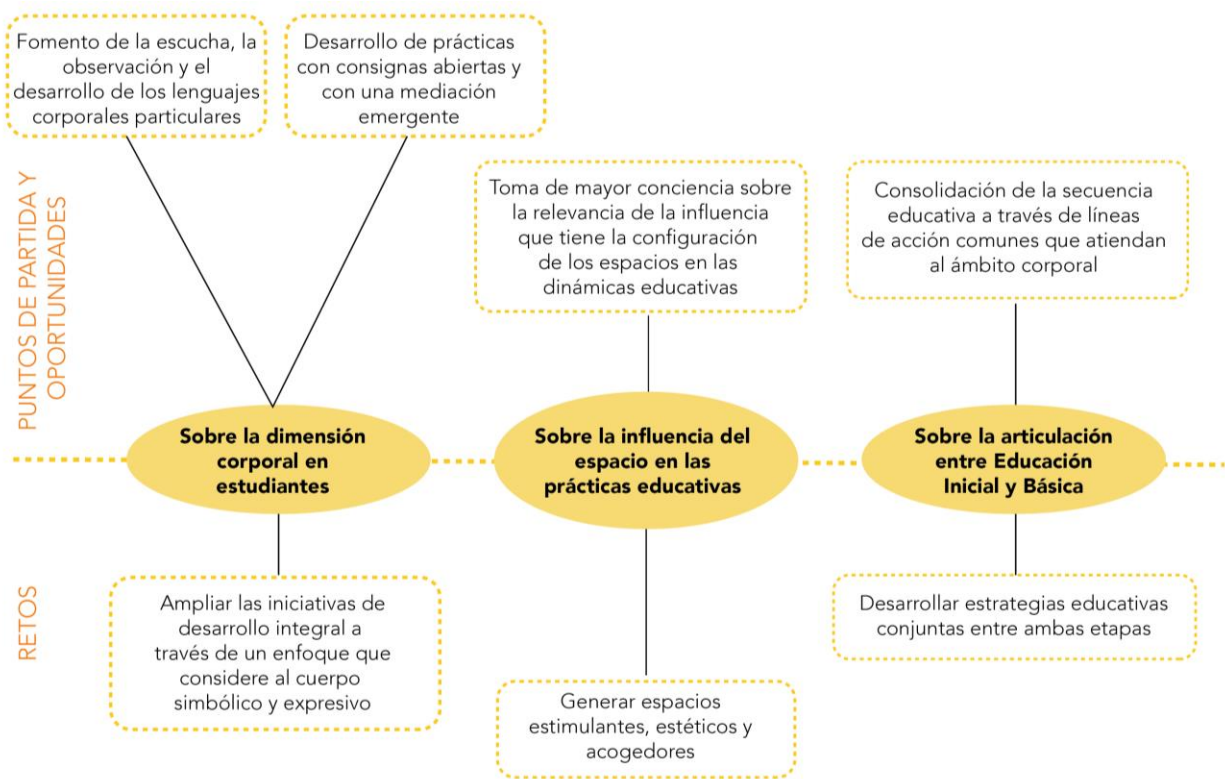 Fomento de la escucha, la
observación y el
desarrollo de los lenguajes
corporales particulares
Desarrollo de prácticas
con consignas abiertas y
con una mediación
emergente
PUNTOS DE PARTIDA Y
OPORTUNIDADES
Toma de mayor conciencia sobre
la relevancia de la influencia
que tiene la configuración
de los espacios en las
dinámicas educativas
Consolidación de la secuencia
educativa a través de líneas
de acción comunes que atiendan
al ámbito corporal
Sobre la dimensión
corporal en
estudiantes
Sobre la influencia del
espacio en las
prácticas educativas
Sobre la articulación
entre Educación
Inicial y Básica
RETOS
Ampliar las iniciativas de
desarrollo integral a
través de un enfoque que
considere al cuerpo
simbólico y expresivo
Generar espacios
estimulantes, estéticos y
acogedores
Desarrollar estrategias educativas
conjuntas entre ambas etapas